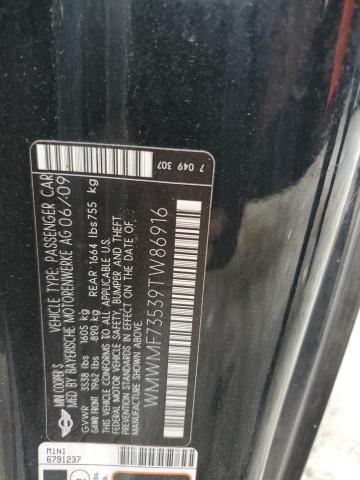 MINI COOPER S VEHICLE TYPE: PASSENGER CAR
MFD BY BAYERISCHE MOTORENWERKE AG 06/09
GVWR 3538 lbs 1605 kg
GAWR FRONT 1962 lbs 890 kg REAR 1664 lbs 755 kg
THIS VEHICLE CONFORMS TO ALL APPLICABLE
FEDERAL MOTOR VEHICLE SAFETY, BUMPER AND THEFT
PREVENTION STANDARDS IN EFFECT ON THE DATE OF
MANUFACTURE SHOWN ABOVE.
WMWMF73539TW86916
7 049 307
MINI
6791237